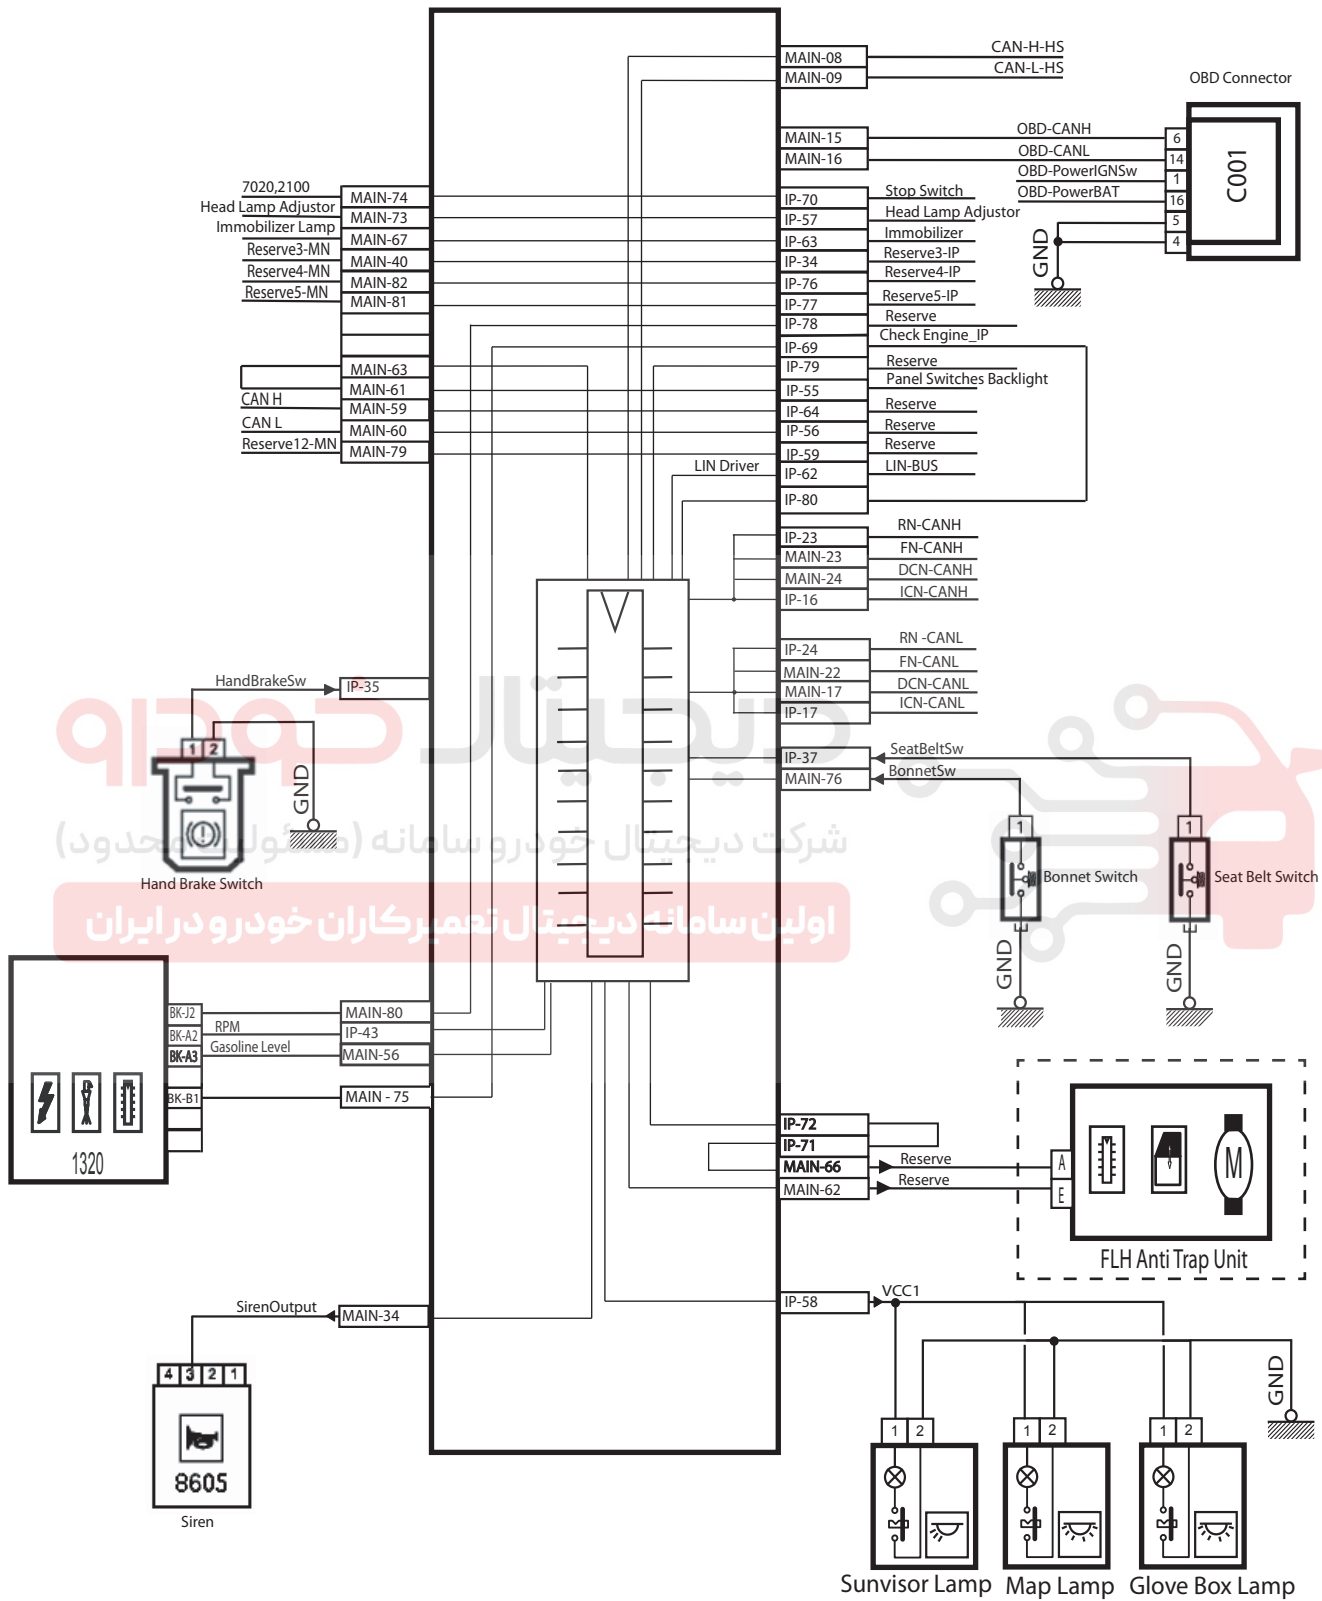 CAN-H-HS
MAIN-08
CAN-L-HS
MAIN-09
OBD Connector
MAIN-15
OBD-CANH
6
MAIN-16
OBD-CANL
14
OBD-PowerIGNSw
1
OBD-PowerBAT
16
5
4
C001
GND
7020,2100
MAIN-74
Head Lamp Adjustor
MAIN-73
Immobilizer Lamp
MAIN-67
Reserve3-MN
MAIN-40
Reserve4-MN
MAIN-82
Reserve5-MN
MAIN-81
MAIN-63
MAIN-61
CAN H
MAIN-59
CAN L
MAIN-60
Reserve12-MN
MAIN-79
IP-70
Stop Switch
IP-57
Head Lamp Adjustor
IP-63
Immobilizer
IP-34
Reserve3-IP
IP-76
Reserve4-IP
IP-77
Reserve5-IP
IP-78
Reserve
IP-69
Check Engine_IP
IP-79
Reserve
IP-55
Panel Switches Backlight
IP-64
Reserve
IP-56
Reserve
IP-59
Reserve
LIN Driver
IP-62
LIN-BUS
IP-80
IP-23
RN-CANH
MAIN-23
FN-CANH
MAIN-24
DCN-CANH
IP-16
ICN-CANH
IP-24
RN -CANL
MAIN-22
FN-CANL
MAIN-17
DCN-CANL
IP-17
ICN-CANL
HandBrakeSw
IP-35
1 2
GND
Hand Brake Switch
دیجیتال خودرو
شرکت دیجیتال خودرو سامانه (مسئولیت محدود)
اولین سامانه دیجیتال تعمیرکاران خودرو در ایران
IP-37
SeatBeltSw
MAIN-76
BonnetSw
1
Bonnet Switch
GND
1
Seat Belt Switch
GND
BK-J2
MAIN-80
BK-A2
RPM
IP-43
BK-A3
Gasoline Level
MAIN-56
BK-B1
MAIN - 75
1320
IP-72
IP-71
MAIN-66
Reserve
A
MAIN-62
Reserve
E
M
FLH Anti Trap Unit
SirenOutput
MAIN-34
4 3 2 1
8605
Siren
IP-58
VCC1
GND
1 2
1 2
1 2
Sunvisor Lamp
Map Lamp
Glove Box Lamp